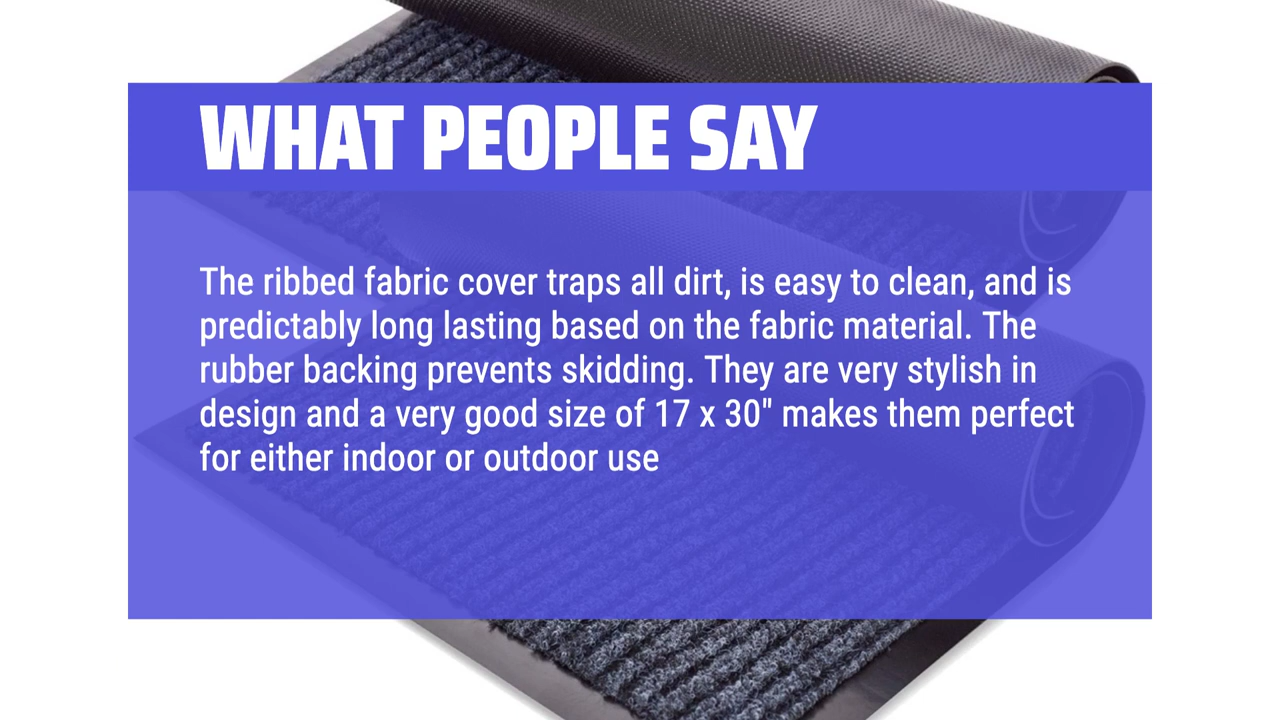 WHAT PEOPLE SAY
The ribbed fabric cover traps all dirt, is easy to clean, and is
predictably long lasting based on the fabric material. The
rubber backing prevents skidding. They are very stylish in
design and a very good size of 17 x 30" makes them perfect
for either indoor or outdoor use